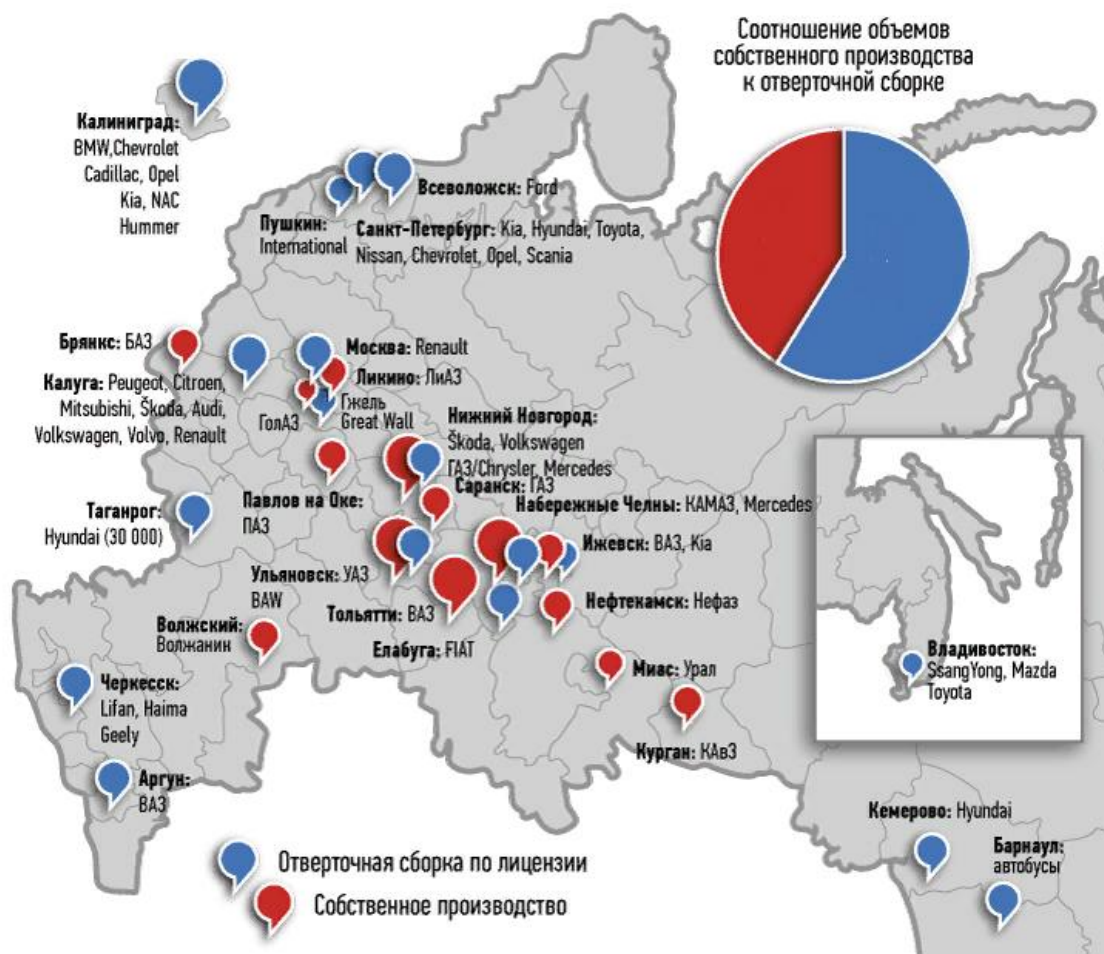 Соотношение объемов
собственного производства
к отверточной сборке
Калиниград:
BMW,Chevrolet
Cadillac, Opel
Kia, NAC
Hummer
Всеволожск: Ford
Пушкин:
International
Санкт-Петербург: Kia, Hyundai, Toyota,
Nissan, Chevrolet, Opel, Scania
Брянкс: БАЗ
Москва: Renault
Ликино: ЛиАЗ
Калуга: Peugeot, Citroen,
Mitsubishi, Škoda, Audi,
Volkswagen, Volvo, Renault
ГолАЗ
Гжель
Great Wall
Нижний Новгород:
Škoda, Volkswagen
ГАЗ/Chrysler, Mercedes
Саранск: ГАЗ
Павлов на Оке:
ПАЗ
Набережные Челны: КАМАЗ, Mercedes
Таганрог:
Hyundai (30 000)
Ижевск: ВАЗ, Kia
Ульяновск: УАЗ
BAW
Тольятти: ВАЗ
Нефтекамск: Нефаз
Волжский:
Волжанин
Елабуга: FIAT
Миас: Урал
Владивосток:
SsangYong, Mazda
Toyota
Черкесск:
Lifan, Haima
Geely
Курган: КАвЗ
Аргун:
ВАЗ
Кемерово: Hyundai
Барнаул:
автобусы
Отверточная сборка по лицензии
Собственное производство